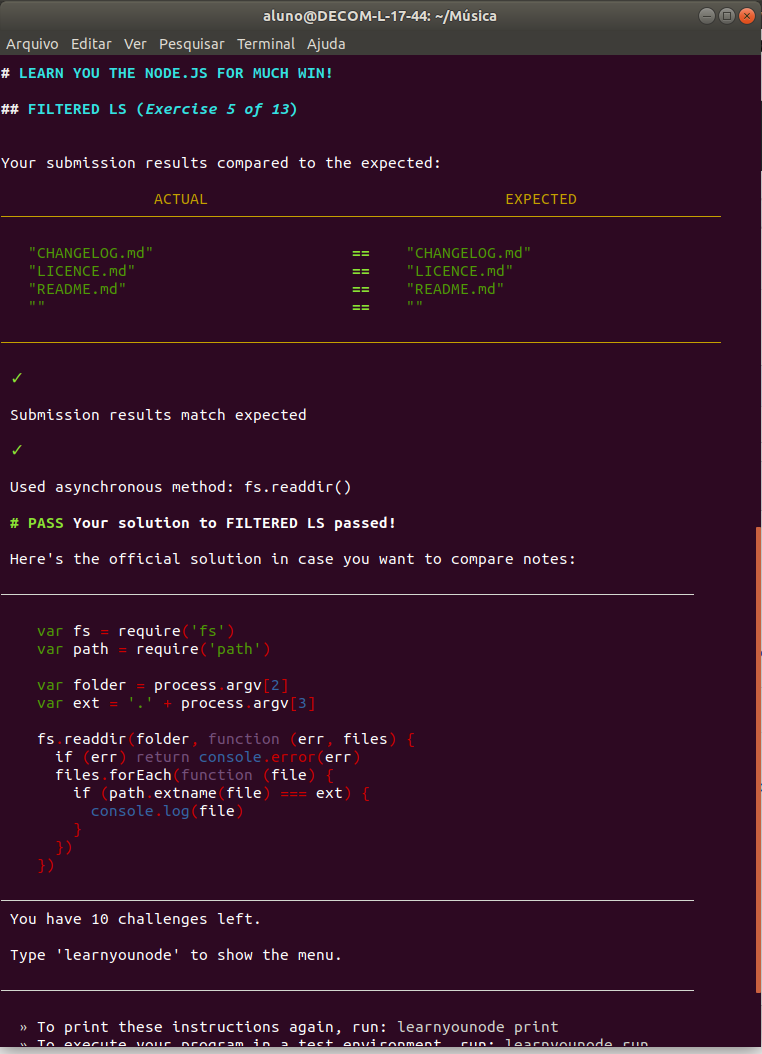 aluno@DECOM-L-17-44: ~/Música
Arquivo Editar Ver Pesquisar Terminal Ajuda
# LEARN YOU THE NODE.JS FOR MUCH WIN!
## FILTERED LS (Exercise 5 of 13)
Your submission results compared to the expected:
ACTUAL EXPECTED
"CHANGELOG.md" == "CHANGELOG.md"
"LICENCE.md" == "LICENCE.md"
"README.md" == "README.md"
"" == ""
✓
Submission results match expected
✓
Used asynchronous method: fs.readdir()
# PASS Your solution to FILTERED LS passed!
Here's the official solution in case you want to compare notes:
var fs = require('fs')
var path = require('path')
var folder = process.argv[2]
var ext = '.' + process.argv[3]
fs.readdir(folder, function (err, files) {
if (err) return console.error(err)
files.forEach(function (file) {
if (path.extname(file) === ext) {
console.log(file)
}
})
})
You have 10 challenges left.
Type 'learnyounode' to show the menu.
» To print these instructions again, run: learnyounode print
» To execute your program in a test environment, run: learnyounode run